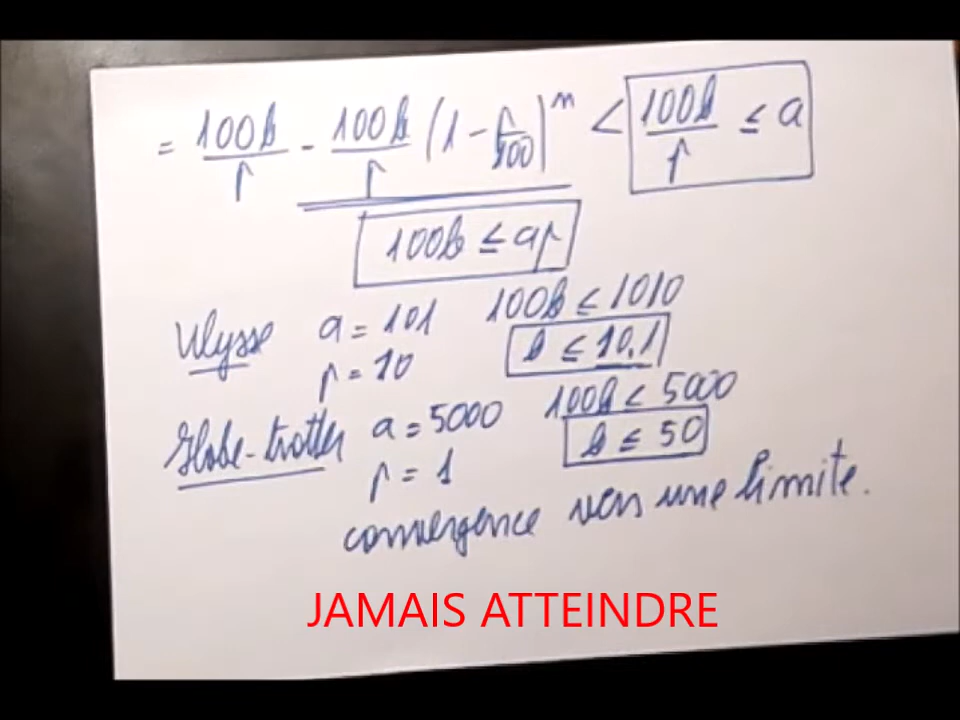 = 100b/r - 100b/r (1 - r/100)^n < 100b/r ≤ a
100b ≤ ar
Ulysse a = 101 100b ≤ 1010
r = 10 b ≤ 10,1
Globe-trotter a = 5000 100b ≤ 5000
r = 1 b ≤ 50
convergence vers une limite.
JAMAIS ATTEINDRE